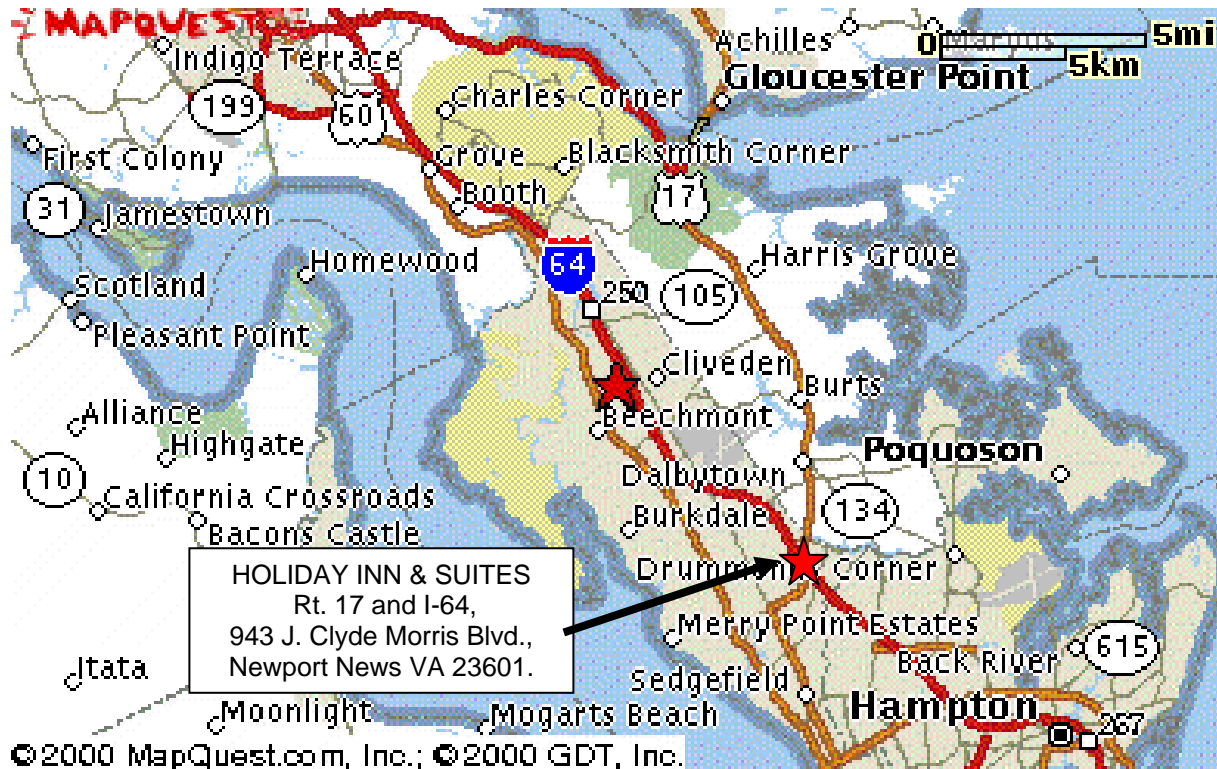 MAPQUEST
Achilles
0
5mi
5km
Indigo Terrace
Gloucester Point
199
60
Charles Corner
First Colony
Grove
Blacksmith Corner
17
Booth
31
Jamestown
Homewood
64
Harris Grove
Scotland
250
105
Pleasant Point
Cliveden
Burts
Alliance
Beechmont
Highgate
Poquoson
10
Dalbytown
California Crossroads
134
Burkdale
Bacons Castle
HOLIDAY INN & SUITES
Rt. 17 and I-64,
943 J. Clyde Morris Blvd.,
Newport News VA 23601.
Corner
Merry Point Estates
615
Back River
Itata
Sedgefield
Hampton
Moonlight
Mogarts Beach
267
©2000 MapQuest.com, Inc.; ©2000 GDT, Inc.